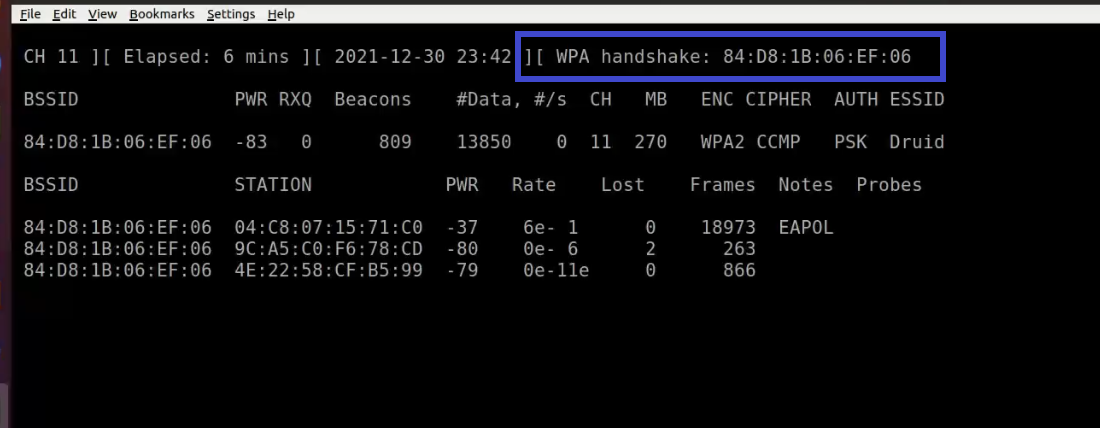 File Edit View Bookmarks Settings Help
CH 11 ][ Elapsed: 6 mins ][ 2021-12-30 23:42 ][ WPA handshake: 84:D8:1B:06:EF:06
BSSID PWR RXQ Beacons #Data, #/s CH MB ENC CIPHER AUTH ESSID
84:D8:1B:06:EF:06 -83 0 809 13850 0 11 270 WPA2 CCMP PSK Druid
BSSID STATION PWR Rate Lost Frames Notes Probes
84:D8:1B:06:EF:06 04:C8:07:15:71:C0 -37 6e- 1 0 18973 EAPOL
84:D8:1B:06:EF:06 9C:A5:C0:F6:78:CD -80 0e- 6 2 263
84:D8:1B:06:EF:06 4E:22:58:CF:B5:99 -79 0e-11e 0 866